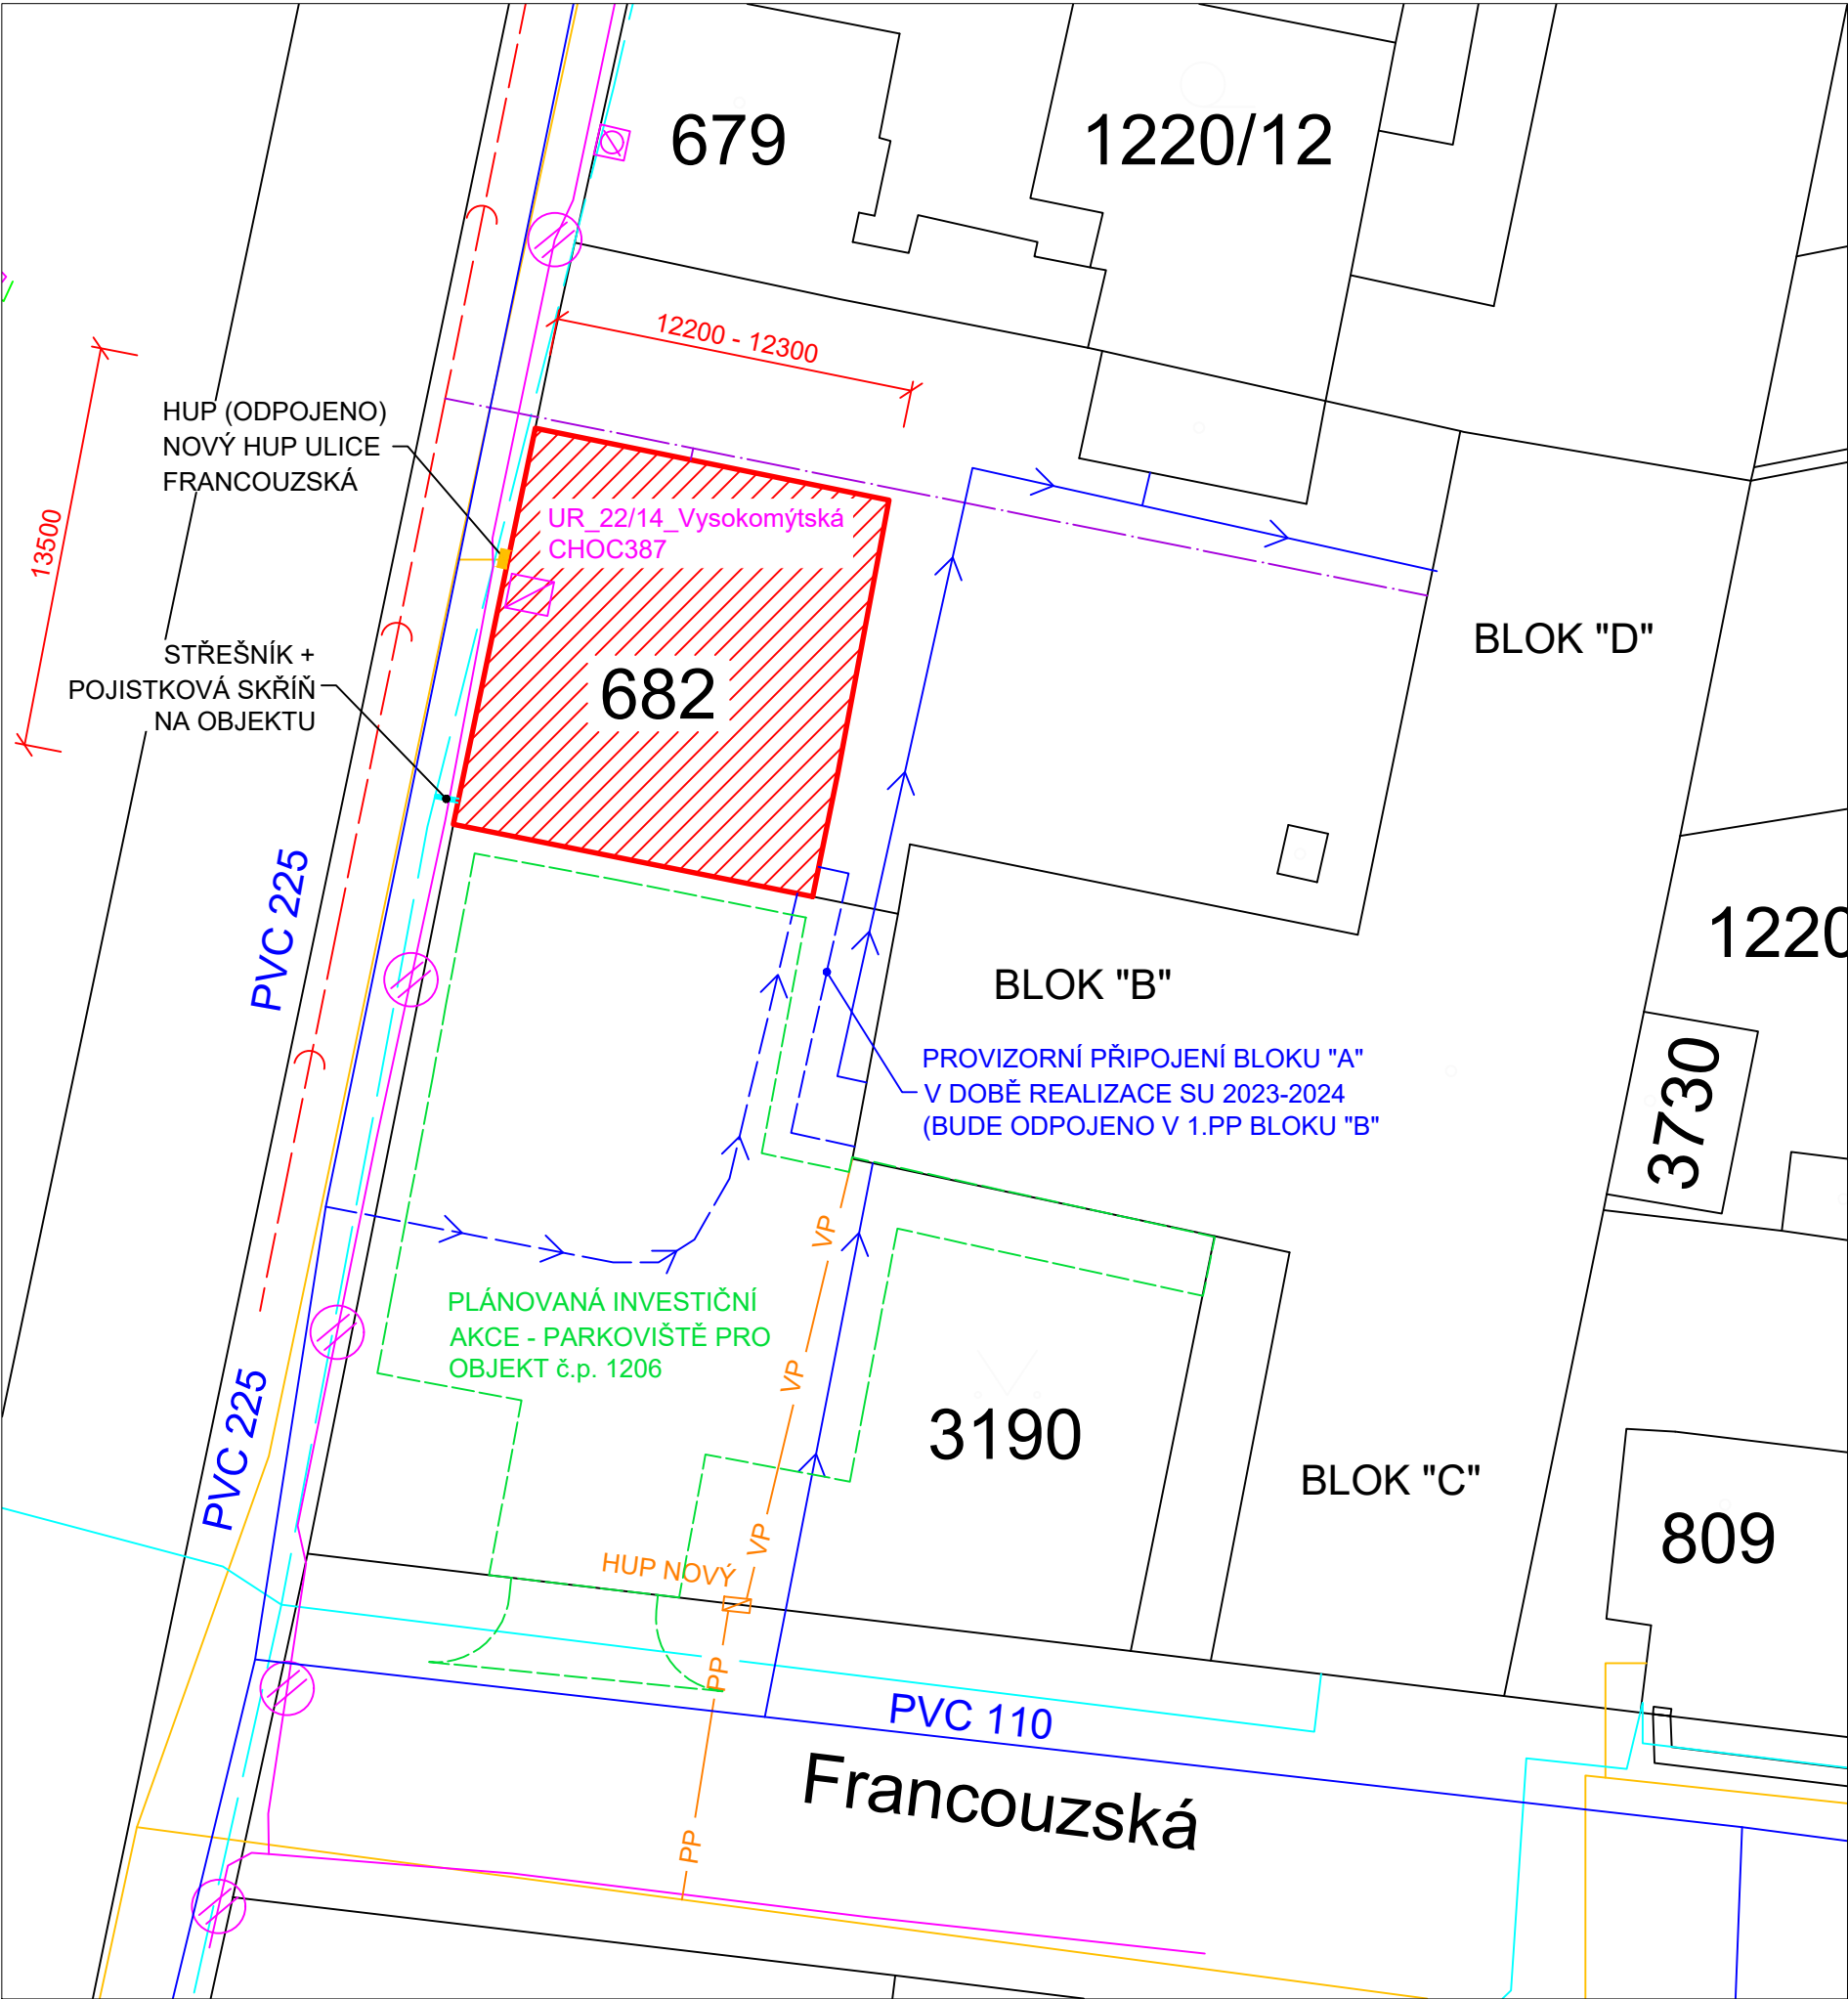 679
1220/12
12200 - 12300
HUP (ODPOJENO)
NOVÝ HUP ULICE
FRANCOUZSKÁ
13500
UR_22/14_Vysokomýtská
CHOC387
STŘEŠNÍK +
POJISTKOVÁ SKŘÍŇ
NA OBJEKTU
682
BLOK "D"
PVC 225
1220
BLOK "B"
PROVIZORNÍ PŘIPOJENÍ BLOKU "A"
V DOBĚ REALIZACE SU 2023-2024
(BUDE ODPOJENO V 1.PP BLOKU "B"
3730
VP
PLÁNOVANÁ INVESTIČNÍ
AKCE - PARKOVIŠTĚ PRO
OBJEKT č.p. 1206
VP
PVC 225
3190
BLOK "C"
809
VP
HUP NOVÝ
PP
PVC 110
Francouzská
PP